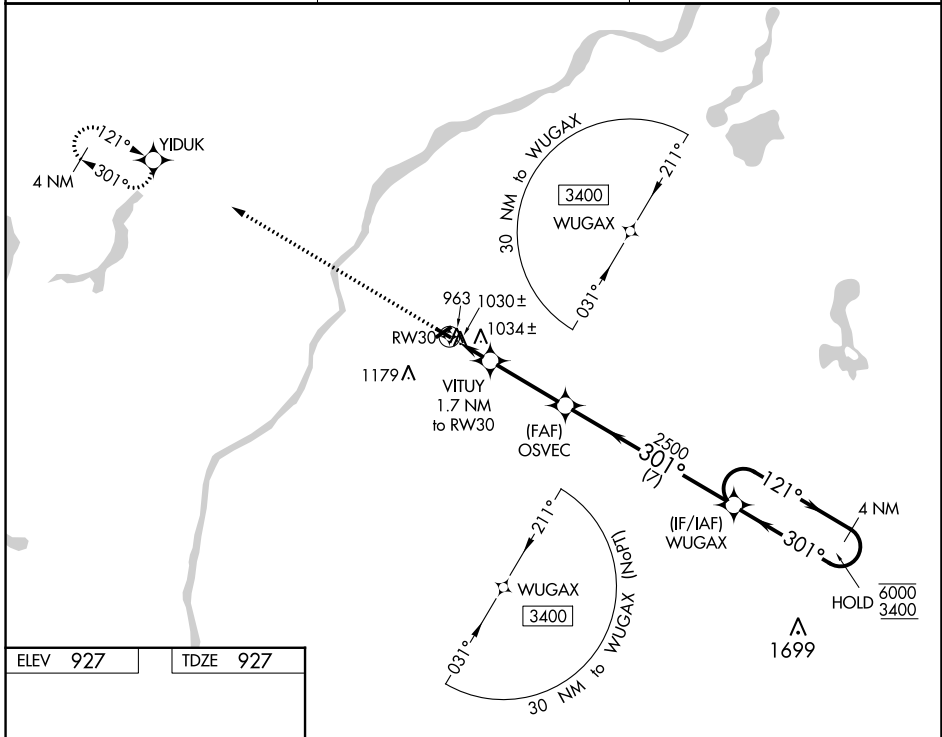 121°
YIDUK
301°
4 NM
30 NM to WUGAX
211°
3400
WUGAX
031°
963
1030±
1034±
RW30
1179
VITUY
1.7 NM
to RW30
(FAF)
OSVEC
2500
301°
(7)
121°
4 NM
(IF/IAF)
WUGAX
301°
HOLD
6000
3400
1699
211°
WUGAX
3400
031°
30 NM to WUGAX (NoPT)
ELEV 927
TDZE 927